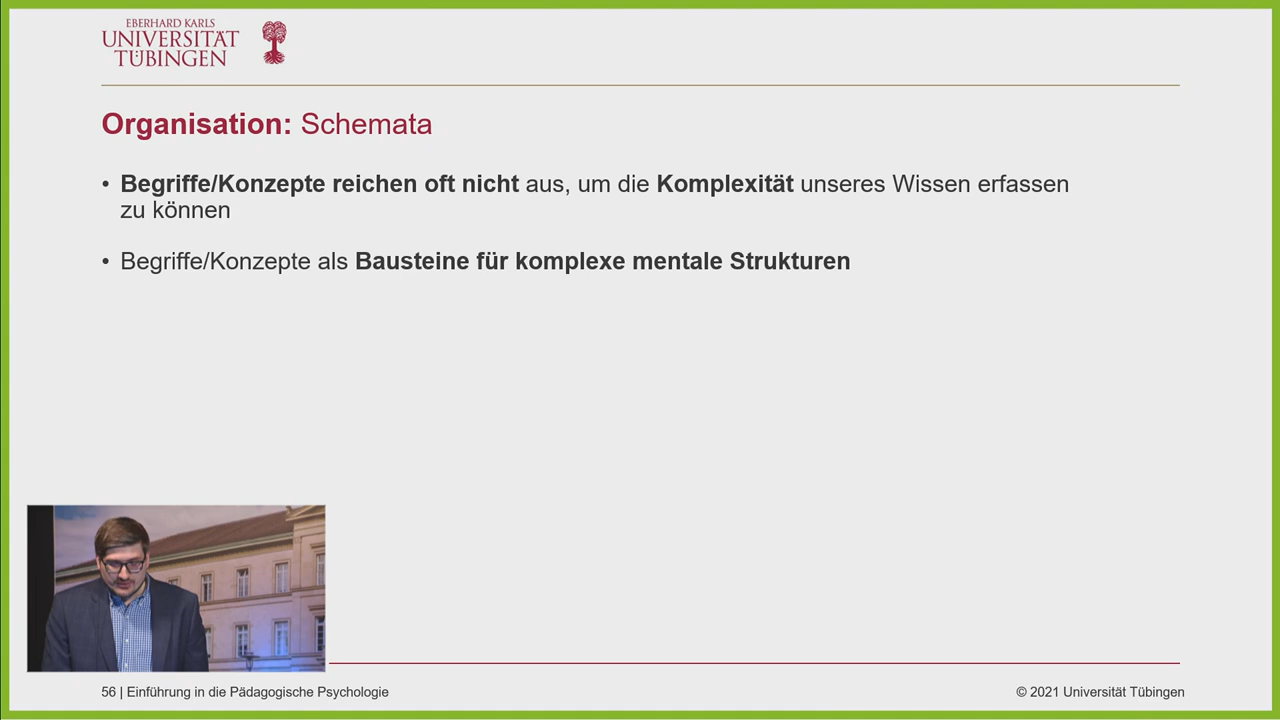 EBERHARD KARLS
UNIVERSITÄT
TÜBINGEN
Organisation: Schemata
• Begriffe/Konzepte reichen oft nicht aus, um die Komplexität unseres Wissen erfassen
zu können
• Begriffe/Konzepte als Bausteine für komplexe mentale Strukturen
56 | Einführung in die Pädagogische Psychologie
© 2021 Universität Tübingen